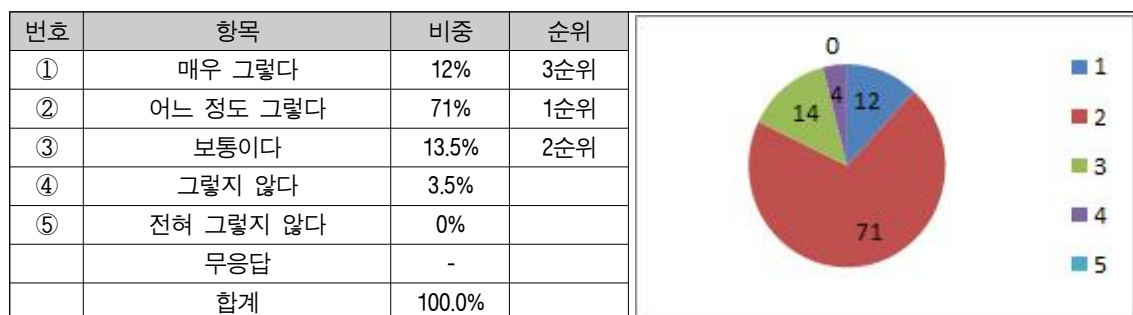 번호 항목 비중 순위
① 매우 그렇다 12% 3순위
② 어느 정도 그렇다 71% 1순위
③ 보통이다 13.5% 2순위
④ 그렇지 않다 3.5%
⑤ 전혀 그렇지 않다 0%
무응답 -
합계 100.0%
0
4 12
14
71
1
2
3
4
5